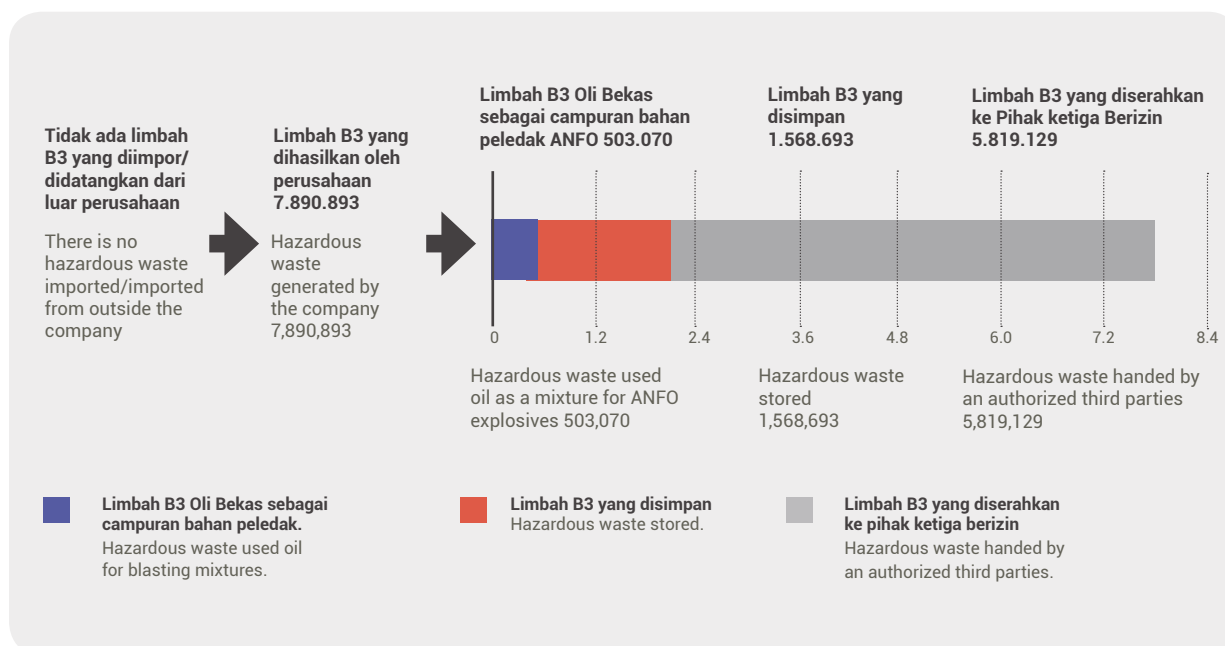 Tidak ada limbah
B3 yang diimpor/
didatangkan dari
luar perusahaan
There is no
hazardous waste
imported/imported
from outside the
company
Limbah B3 yang
dihasilkan oleh
perusahaan
7.890.893
Hazardous
waste
generated by
the company
7,890,893
Limbah B3 Oli Bekas
sebagai campuran bahan
peledak ANFO 503.070
Limbah B3 yang
disimpan
1.568.693
Limbah B3 yang diserahkan
ke Pihak ketiga Berizin
5.819.129
0 1.2 2.4 3.6 4.8 6.0 7.2 8.4
Hazardous waste used
oil as a mixture for ANFO
explosives 503,070
Hazardous waste
stored
1,568,693
Hazardous waste handed by
an authorized third parties
5,819,129
Limbah B3 Oli Bekas sebagai
campuran bahan peledak.
Hazardous waste used oil
for blasting mixtures.
Limbah B3 yang disimpan
Hazardous waste stored.
Limbah B3 yang diserahkan
ke pihak ketiga berizin
Hazardous waste handed by
an authorized third parties.